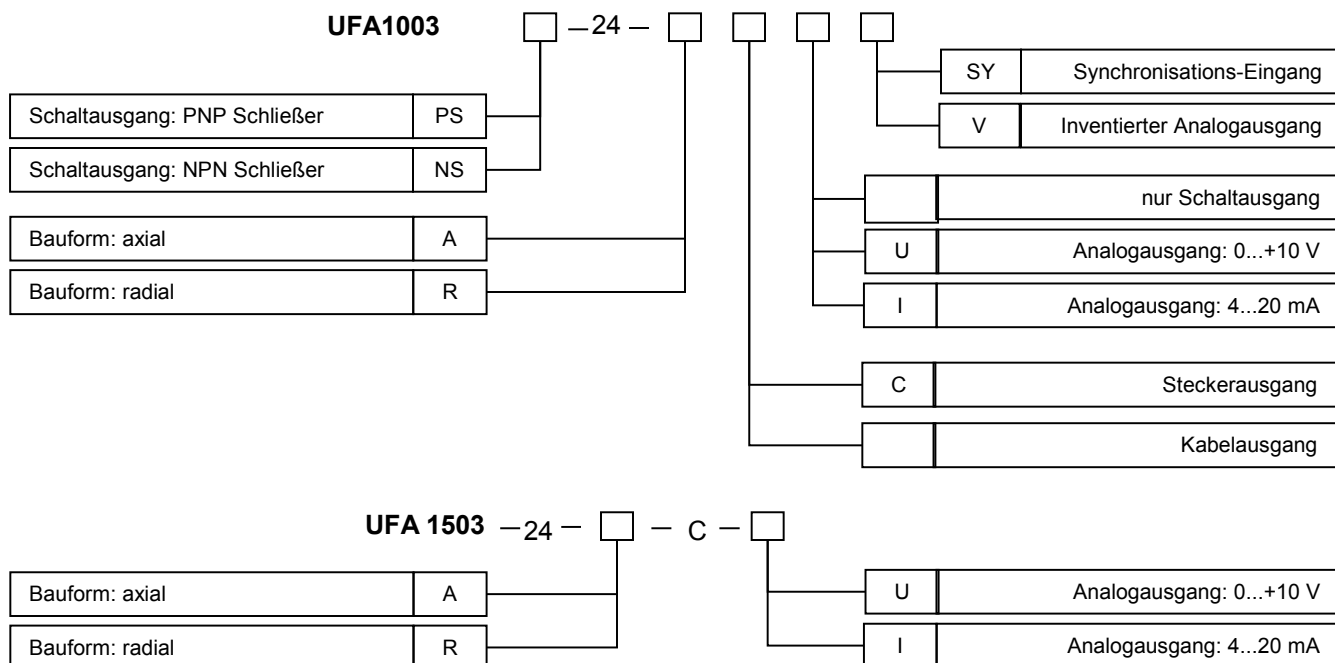 UFA1003 — 24 —
SY Synchronisations-Eingang
V Inventierter Analogausgang
Schaltausgang: PNP Schließer PS
Schaltausgang: NPN Schließer NS
nur Schaltausgang
Bauform: axial A
U Analogausgang: 0...+10 V
Bauform: radial R
I Analogausgang: 4...20 mA
C Steckerausgang
Kabelausgang
UFA 1503 — 24 — — C —
Bauform: axial A
U Analogausgang: 0...+10 V
Bauform: radial R
I Analogausgang: 4...20 mA